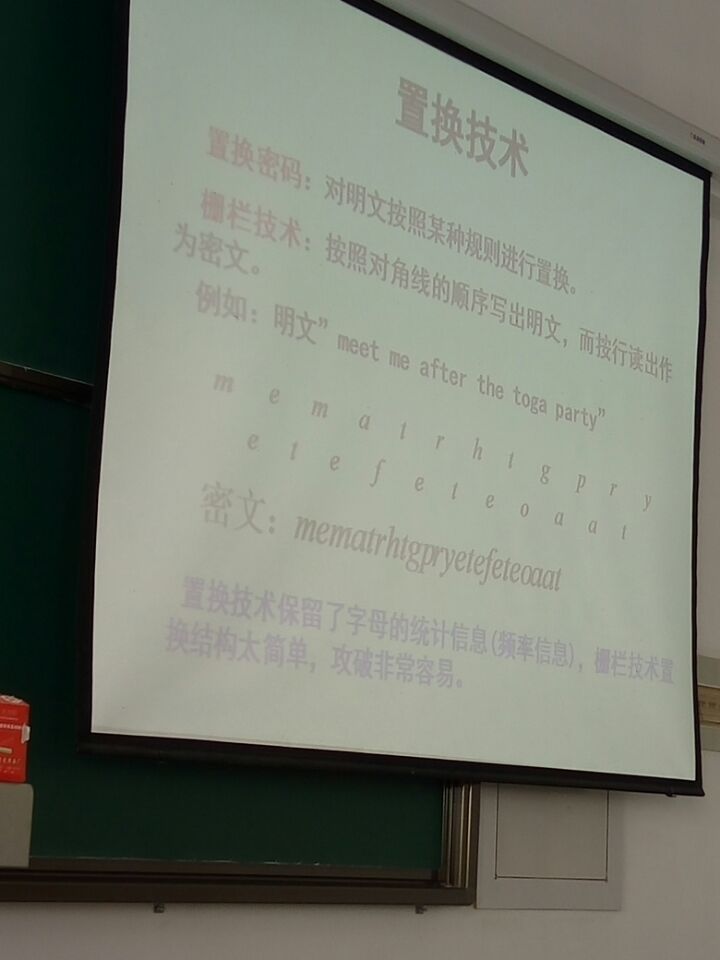 置换技术
置换密码：对明文按照某种规则进行置换。
栅栏技术：按照对角线的顺序写出明文，而按行读出作
为密文。
例如：明文”meet me after the toga party”
m e m a t r h t g p r y
e t e f e t e o a a t
密文：mematrhtgpryetefeteoaat
置换技术保留了字母的统计信息(频率信息)，栅栏技术置
换结构太简单，攻破非常容易。